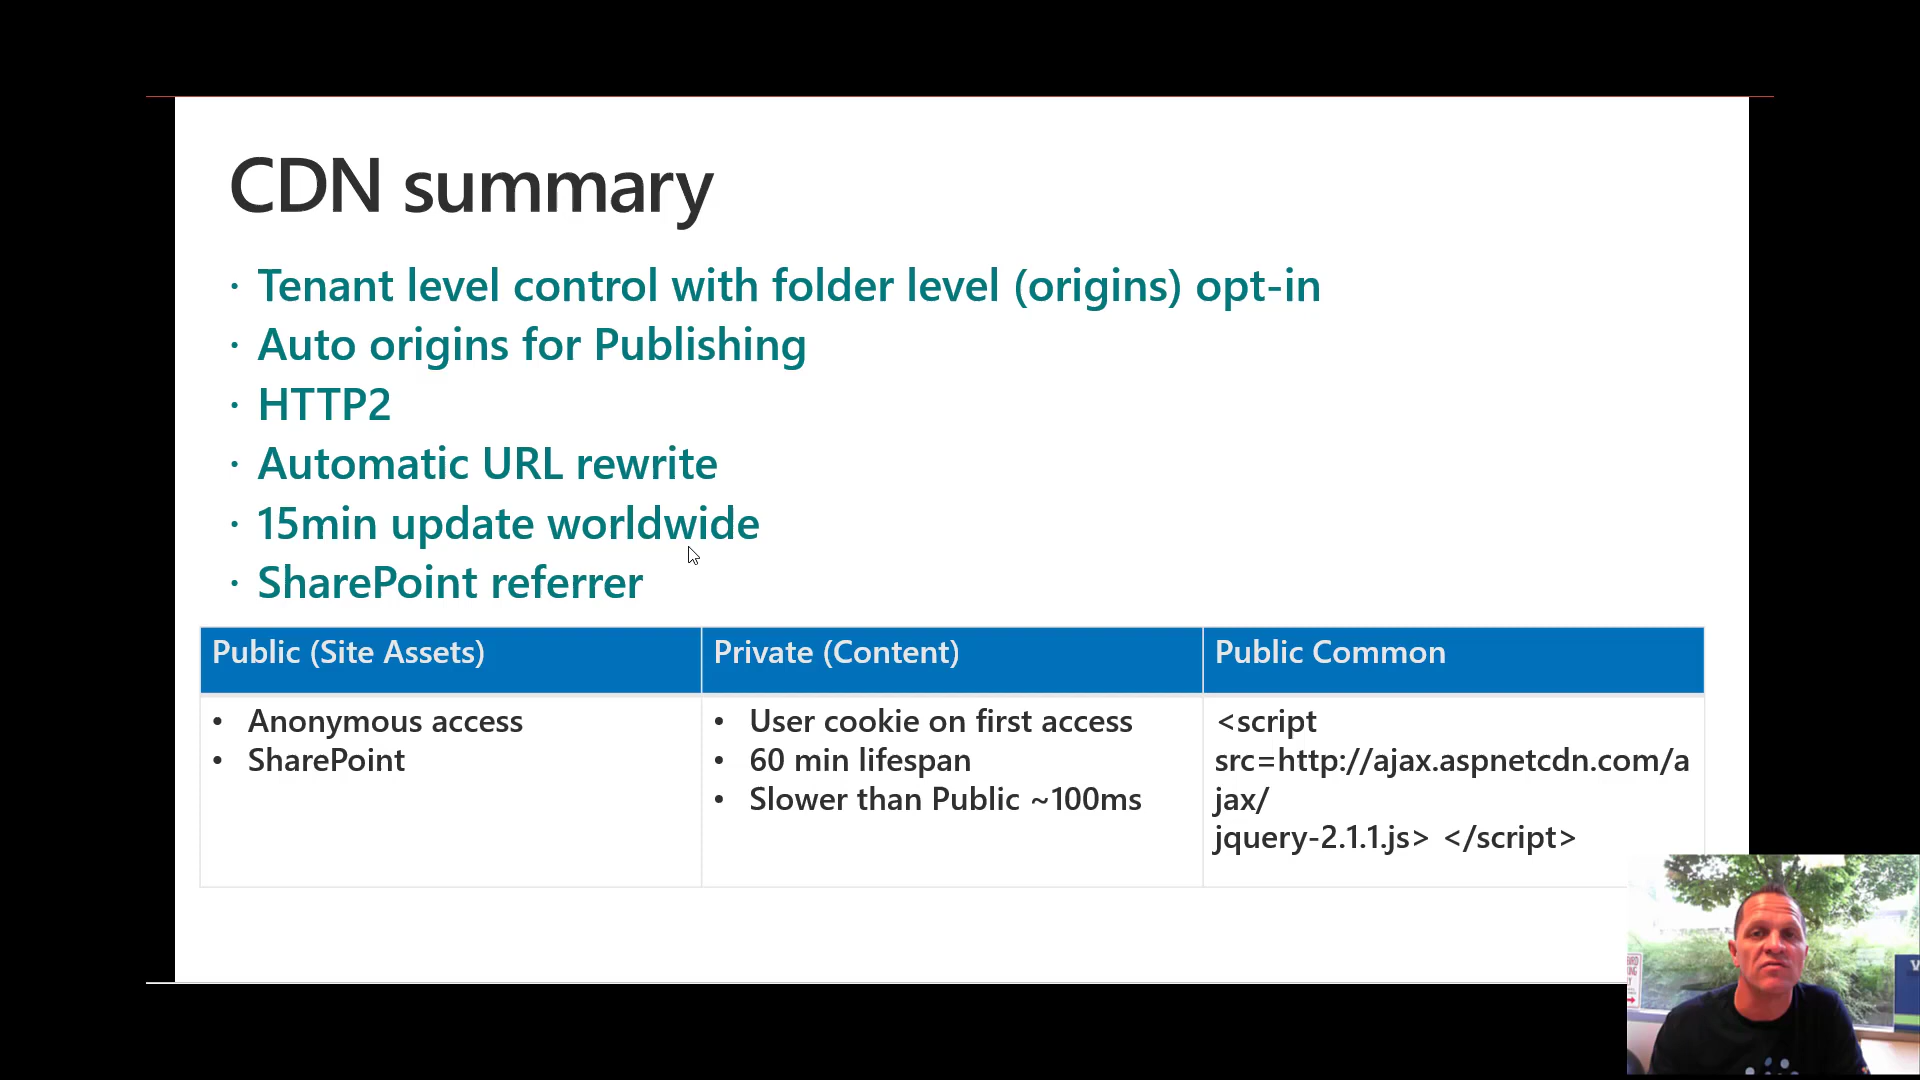 CDN summary
· Tenant level control with folder level (origins) opt-in
· Auto origins for Publishing
· HTTP2
· Automatic URL rewrite
· 15min update worldwide
· SharePoint referrer
Public (Site Assets)
• Anonymous access
• SharePoint
Private (Content)
• User cookie on first access
• 60 min lifespan
• Slower than Public ~100ms
Public Common
<script
src=http://ajax.aspnetcdn.com/a
jax/
jquery-2.1.1.js> </script>